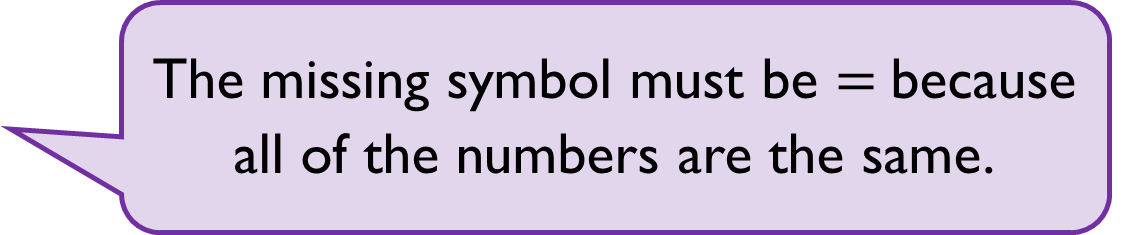 The missing symbol must be = because
all of the numbers are the same.